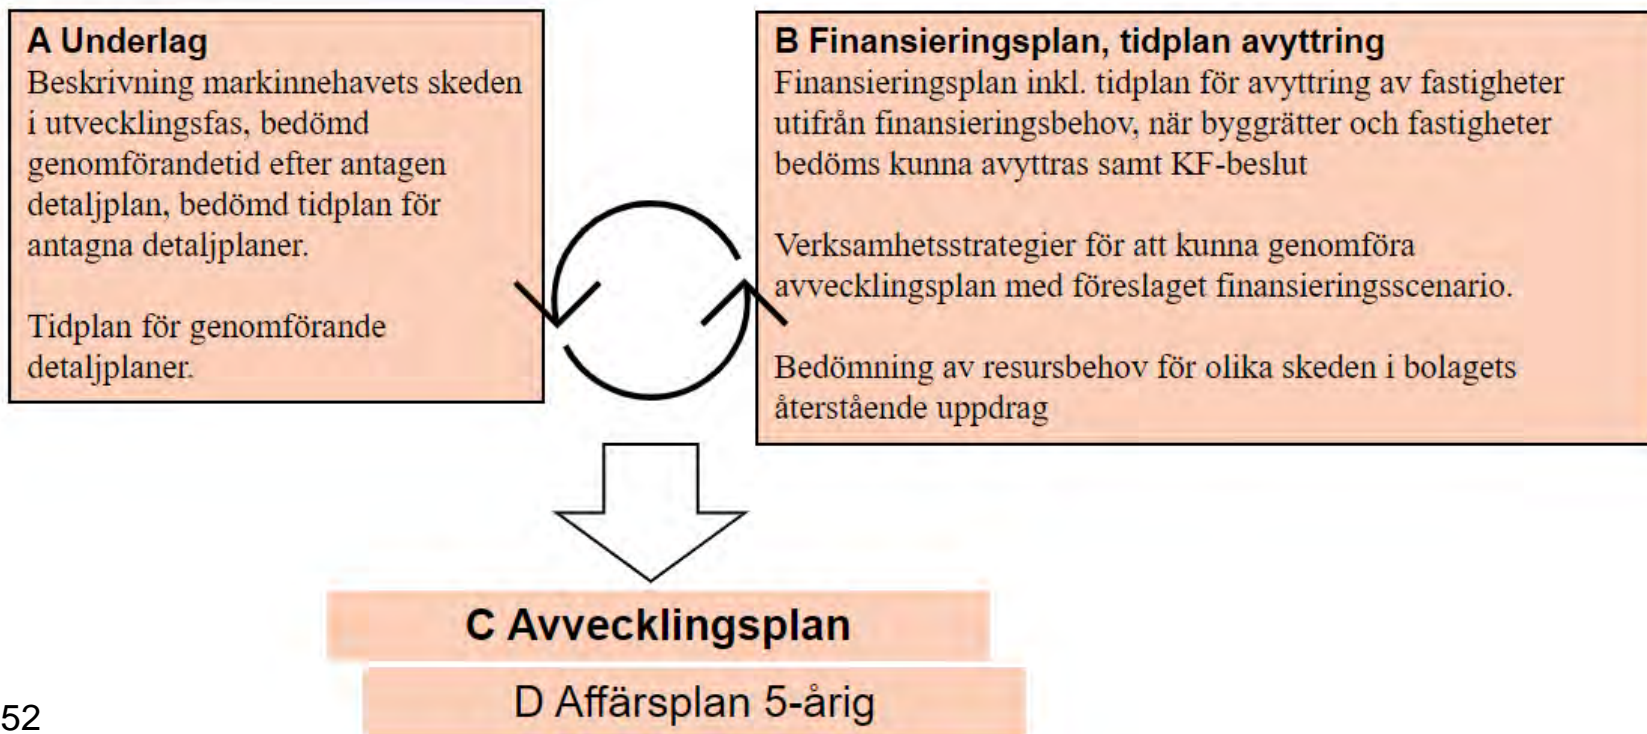 A Underlag
Beskrivning markinnehavets skeden
i utvecklingsfas, bedömd
genomförandetid efter antagen
detaljplan, bedömd tidplan för
antagna detaljplaner.
Tidplan för genomförande
detaljplaner.
B Finansieringsplan, tidplan avyttring
Finansieringsplan inkl. tidplan för avyttring av fastigheter
utifrån finansieringsbehov, när byggrätter och fastigheter
bedöms kunna avyttras samt KF-beslut
Verksamhetsstrategier för att kunna genomföra
avvecklingsplan med föreslaget finansieringsscenario.
Bedömning av resursbehov för olika skeden i bolagets
återstående uppdrag
C Avvecklingsplan
D Affärsplan 5-årig
52